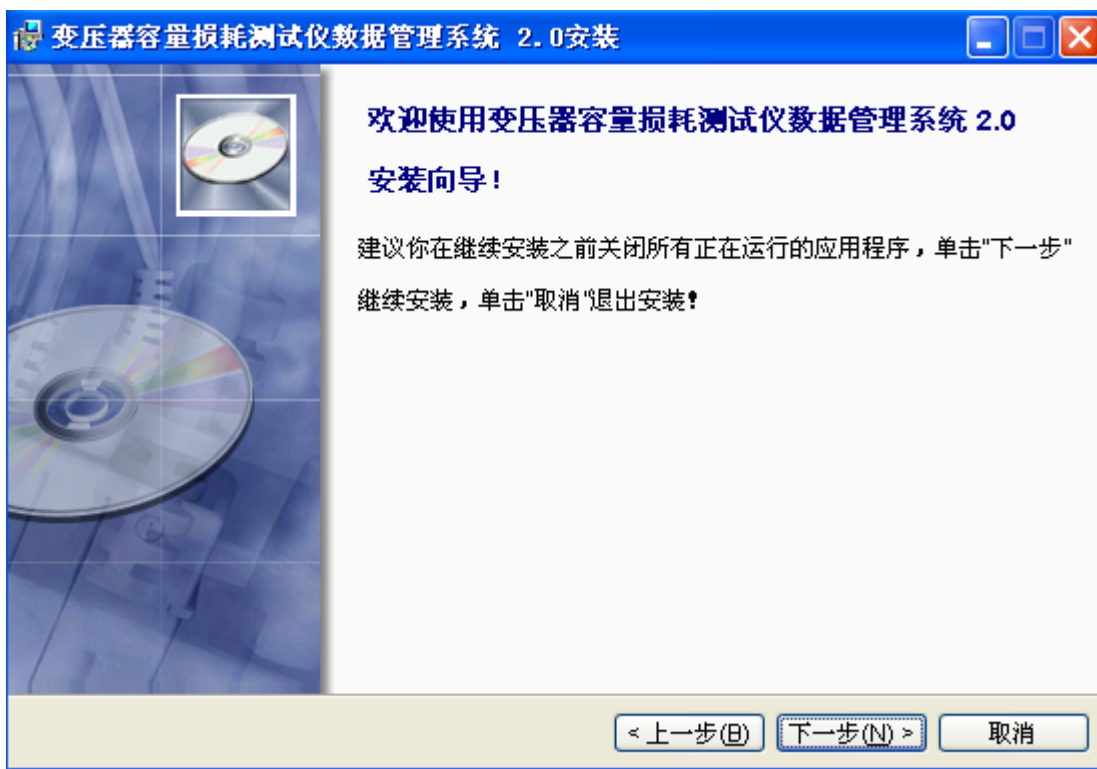 变压器容量损耗测试仪数据管理系统 2.0安装
欢迎使用变压器容量损耗测试仪数据管理系统 2.0
安装向导!
建议你在继续安装之前关闭所有正在运行的应用程序，单击"下一步"
继续安装，单击"取消"退出安装!
< 上一步(B) 下一步(N) > 取消